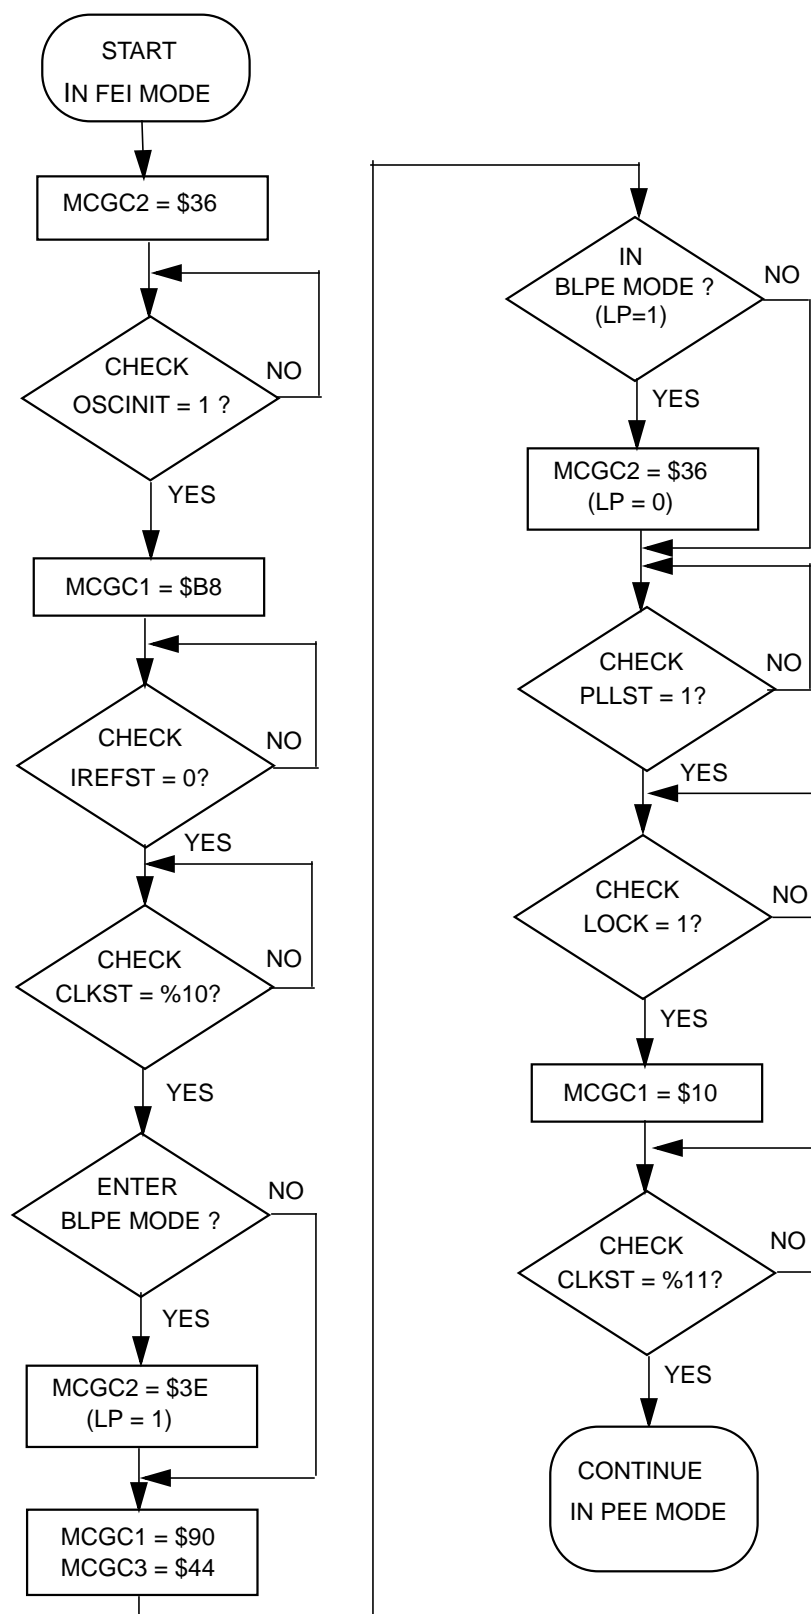 START
IN FEI MODE
MCGC2 = $36
CHECK
OSCINIT = 1 ?
NO
YES
MCGC1 = $B8
CHECK
IREFST = 0?
NO
YES
CHECK
CLKST = %10?
NO
YES
ENTER
BLPE MODE ?
NO
YES
MCGC2 = $3E
(LP = 1)
MCGC1 = $90
MCGC3 = $44
IN
BLPE MODE ?
(LP=1)
NO
YES
MCGC2 = $36
(LP = 0)
CHECK
PLLST = 1?
NO
YES
CHECK
LOCK = 1?
NO
YES
MCGC1 = $10
CHECK
CLKST = %11?
NO
YES
CONTINUE
IN PEE MODE